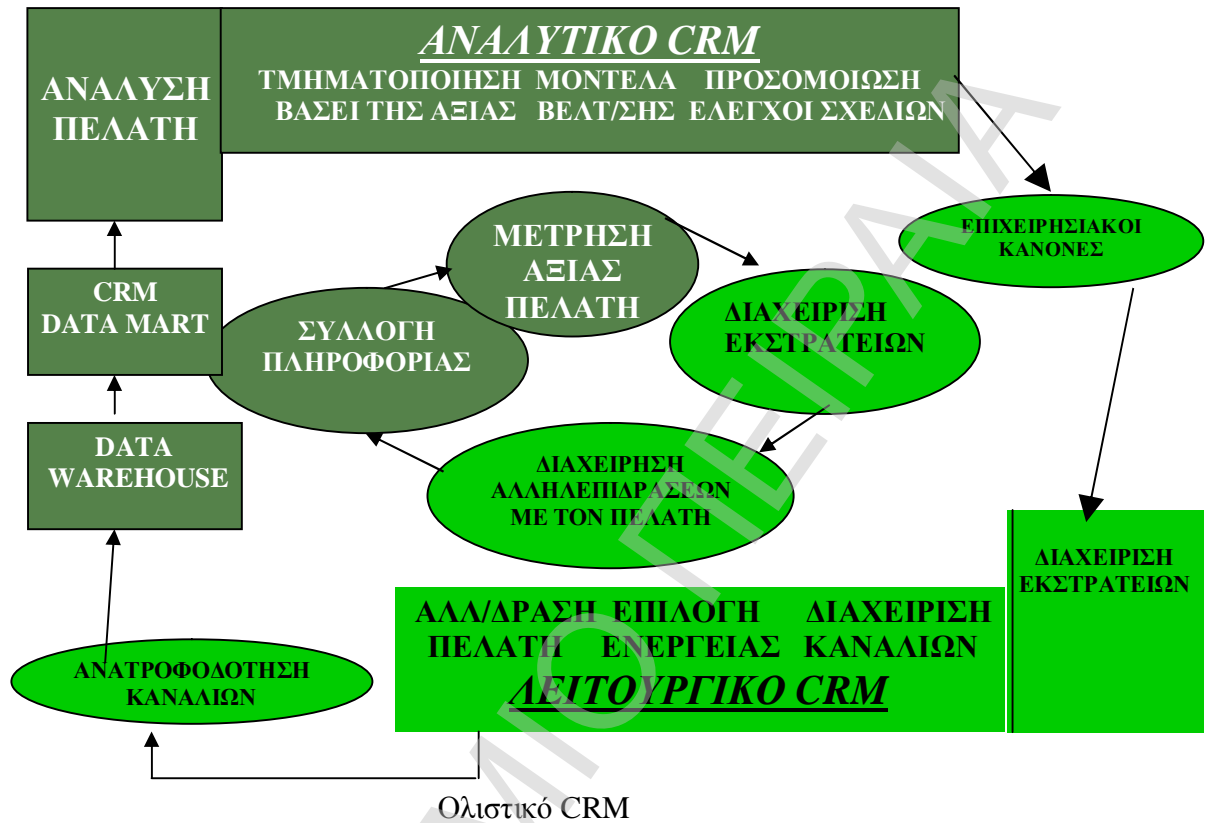 ΑΝΑΛΥΣΗ
ΠΕΛΑΤΗ
ΑΝΑΛΥΤΙΚΟ CRM
ΤΜΗΜΑΤΟΠΟΙΗΣΗ ΜΟΝΤΕΛΑ ΠΡΟΣΟΜΟΙΩΣΗ
ΒΑΣΕΙ ΤΗΣ ΑΞΙΑΣ ΒΕΛΤ/ΣΗΣ ΕΛΕΓΧΟΙ ΣΧΕΔΙΩΝ
ΕΠΙΧΕΙΡΗΣΙΑΚΟΙ
ΚΑΝΟΝΕΣ
ΜΕΤΡΗΣΗ
ΑΞΙΑΣ
ΠΕΛΑΤΗ
CRM
DATA MART
ΣΥΛΛΟΓΗ
ΠΛΗΡΟΦΟΡΙΑΣ
ΔΙΑΧΕΙΡΙΣΗ
ΕΚΣΤΡΑΤΕΙΩΝ
DATA
WAREHOUSE
ΔΙΑΧΕΙΡΗΣΗ
ΑΛΛΗΛΕΠΙΔΡΑΣΕΩΝ
ΜΕ ΤΟΝ ΠΕΛΑΤΗ
ΔΙΑΧΕΙΡΙΣΗ
ΕΚΣΤΡΑΤΕΙΩΝ
ΑΛΛ/ΔΡΑΣΗ ΕΠΙΛΟΓΗ ΔΙΑΧΕΙΡΙΣΗ
ΠΕΛΑΤΗ ΕΝΕΡΓΕΙΑΣ ΚΑΝΑΛΙΩΝ
ΛΕΙΤΟΥΡΓΙΚΟ CRM
ΑΝΑΤΡΟΦΟΔΟΤΗΣΗ
ΚΑΝΑΛΙΩΝ
Ολιστικό CRM
ΜΙΟ ΠΕΙΡΑΙΑ